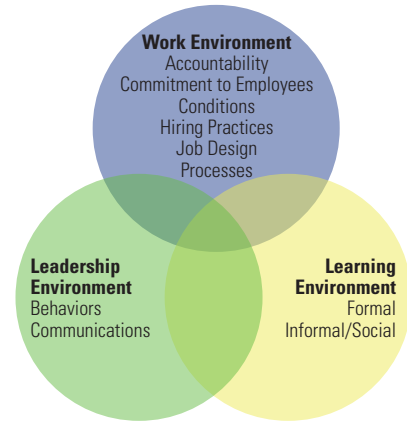 Work Environment
Accountability
Commitment to Employees
Conditions
Hiring Practices
Job Design
Processes
Leadership
Environment
Behaviors
Communications
Learning
Environment
Formal
Informal/Social